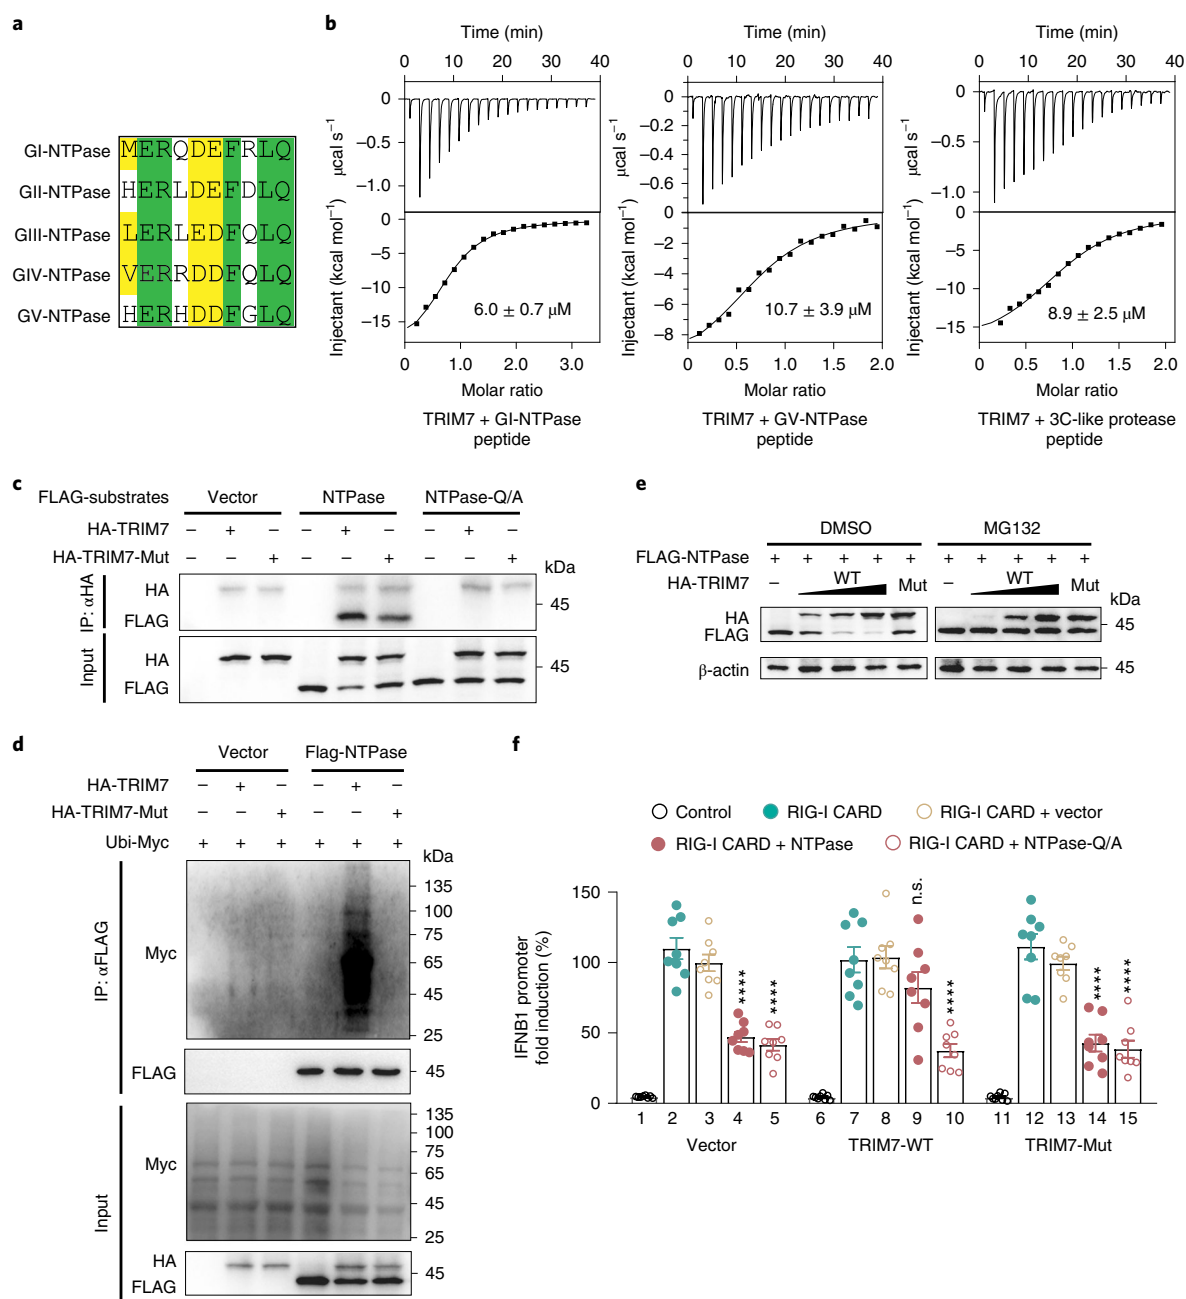 a
GI-NTPase MERQDEFRLQ
GII-NTPase HERLDEFDLQ
GIII-NTPase LERLEDFQLQ
GIV-NTPase VERRDDFQLQ
GV-NTPase HERHDDFGLQ
b
Time (min) Time (min) Time (min)
0 10 20 30 40 0 10 20 30 40 0 10 20 30 40
µcal s−1
0
−0.5
−1.0
µcal s−1
0
−0.2
−0.4
−0.6
µcal s−1
0
−0.5
−1.0
Injectant (kcal mol−1)
0
−5
−10
−15
6.0 ± 0.7 µM
Injectant (kcal mol−1)
0
−2
−4
−6
−8
10.7 ± 3.9 µM
Injectant (kcal mol−1)
0
−5
−10
−15
8.9 ± 2.5 µM
0 1.0 2.0 3.0 0 0.5 1.0 1.5 2.0 0 0.5 1.0 1.5 2.0
Molar ratio Molar ratio Molar ratio
TRIM7 + GI-NTPase TRIM7 + GV-NTPase TRIM7 + 3C-like protease
peptide peptide peptide
c
FLAG-substrates Vector NTPase NTPase-Q/A
HA-TRIM7 – + – – + – – + –
HA-TRIM7-Mut – – + – – + – – +
kDa
IP: αHA
HA
45
FLAG
Input
HA
45
FLAG
d
Vector Flag-NTPase
HA-TRIM7 – + – – + –
HA-TRIM7-Mut – – + – – +
Ubi-Myc + + + + + +
kDa
IP: αFLAG
Myc
135
100
75
65
45
25
FLAG 45
Input
Myc
135
100
75
65
45
25
HA
45
FLAG
e
DMSO MG132
FLAG-NTPase + + + + + + + + + +
HA-TRIM7 – WT Mut – WT Mut
kDa
HA
45
FLAG
β-actin 45
f
Control RIG-I CARD RIG-I CARD + vector
RIG-I CARD + NTPase RIG-I CARD + NTPase-Q/A
IFNB1 promoter
fold induction (%)
150
100
50
0
**** **** n.s. **** **** ****
1 2 3 4 5 6 7 8 9 10 11 12 13 14 15
Vector TRIM7-WT TRIM7-Mut